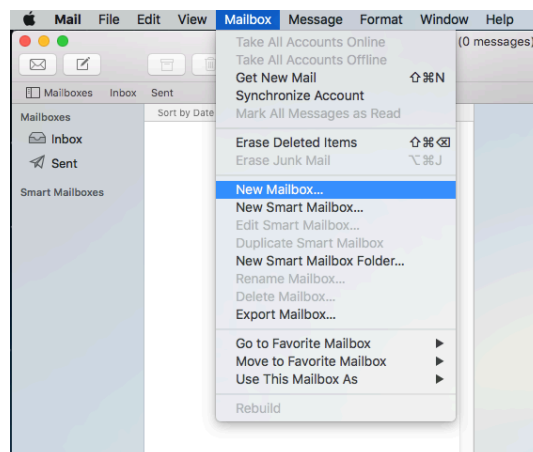 Mail File Edit View Mailbox Message Format Window Help
(0 messages)
Mailboxes Inbox Sent
Sort by Date
Mailboxes
Inbox
Sent
Smart Mailboxes
Take All Accounts Online
Take All Accounts Offline
Get New Mail ⇧⌘N
Synchronize Account
Mark All Messages as Read
Erase Deleted Items ⇧⌘⌫
Erase Junk Mail ⌥⌘J
New Mailbox...
New Smart Mailbox...
Edit Smart Mailbox...
Duplicate Smart Mailbox
New Smart Mailbox Folder...
Rename Mailbox...
Delete Mailbox...
Export Mailbox...
Go to Favorite Mailbox
Move to Favorite Mailbox
Use This Mailbox As
Rebuild